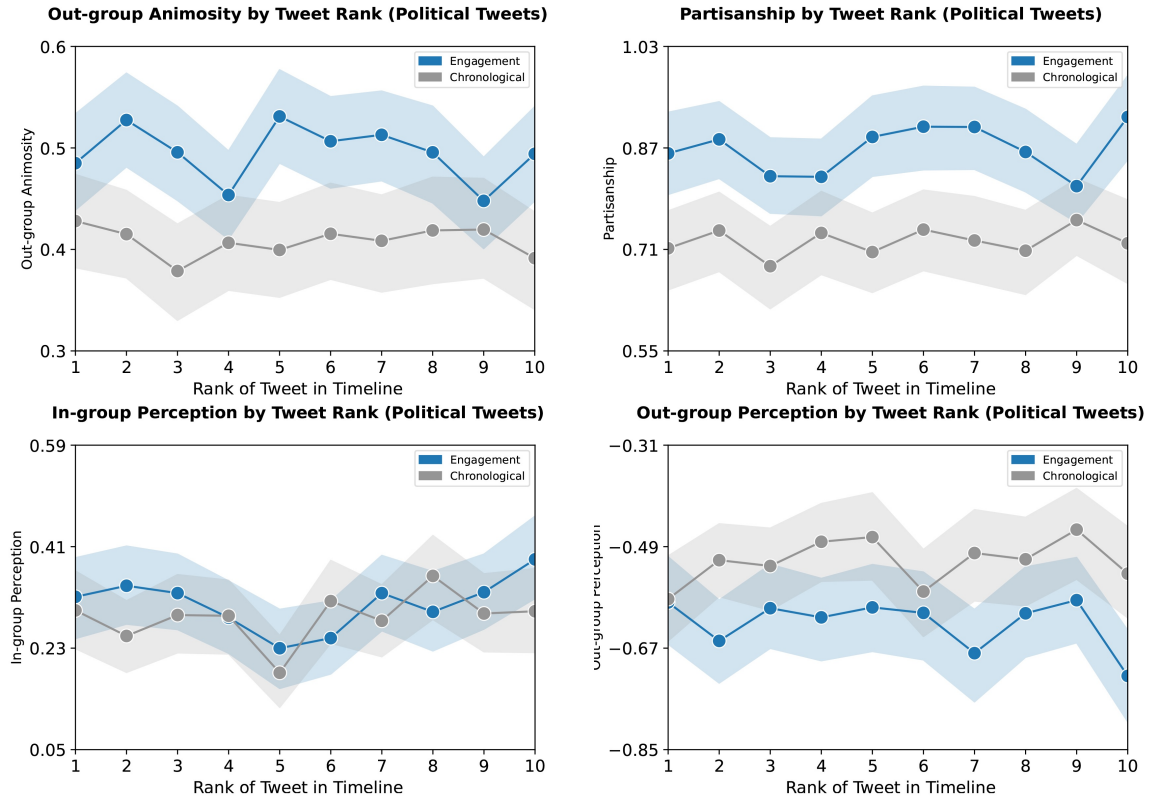 Out-group Animosity by Tweet Rank (Political Tweets)
0.6
0.5
0.4
0.3
Out-group Animosity
Engagement
Chronological
1 2 3 4 5 6 7 8 9 10
Rank of Tweet in Timeline
Partisanship by Tweet Rank (Political Tweets)
1.03
0.87
0.71
0.55
Partisanship
Engagement
Chronological
1 2 3 4 5 6 7 8 9 10
Rank of Tweet in Timeline
In-group Perception by Tweet Rank (Political Tweets)
0.59
0.41
0.23
0.05
In-group Perception
Engagement
Chronological
1 2 3 4 5 6 7 8 9 10
Rank of Tweet in Timeline
Out-group Perception by Tweet Rank (Political Tweets)
−0.31
−0.49
−0.67
−0.85
Out-group Perception
Engagement
Chronological
1 2 3 4 5 6 7 8 9 10
Rank of Tweet in Timeline